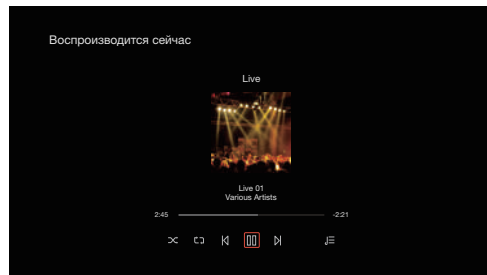 Воспроизводится сейчас
Live
Live 01
Various Artists
2:45
-2:21